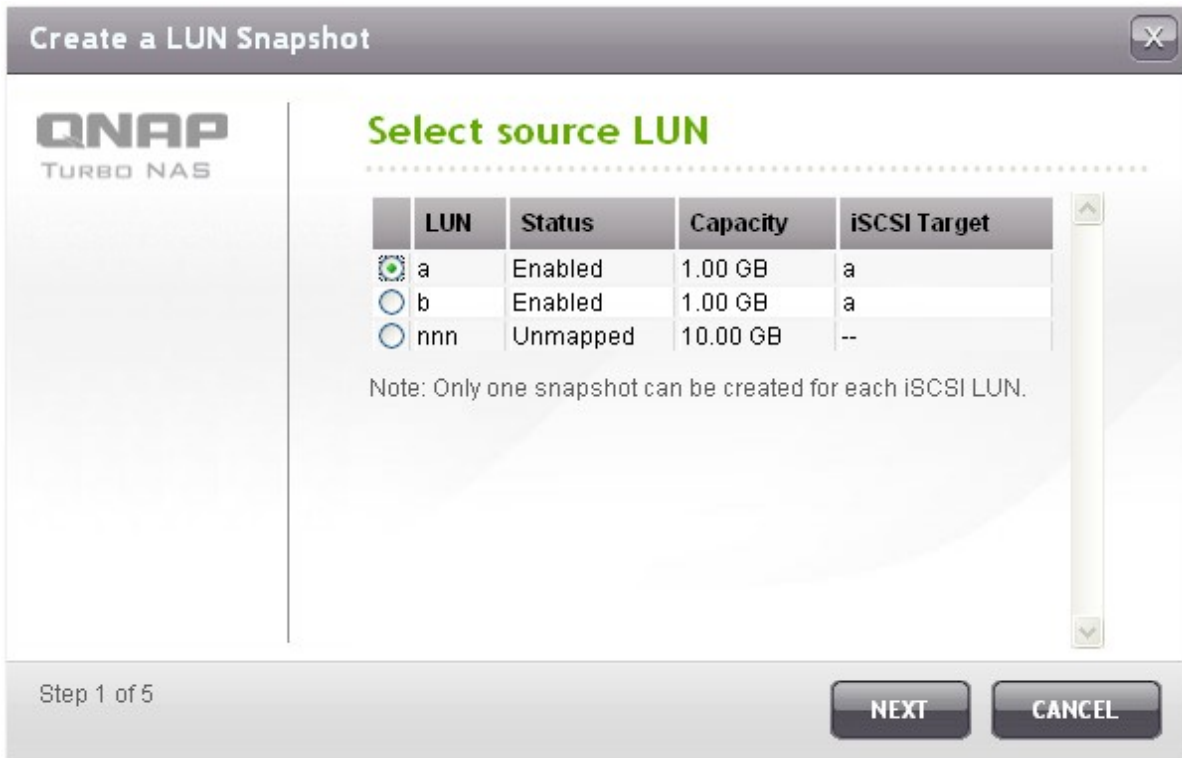 Create a LUN Snapshot X
QNAP
TURBO NAS
Select source LUN
LUN Status Capacity iSCSI Target
a Enabled 1.00 GB a
b Enabled 1.00 GB a
nnn Unmapped 10.00 GB --
Note: Only one snapshot can be created for each iSCSI LUN.
Step 1 of 5
NEXT CANCEL